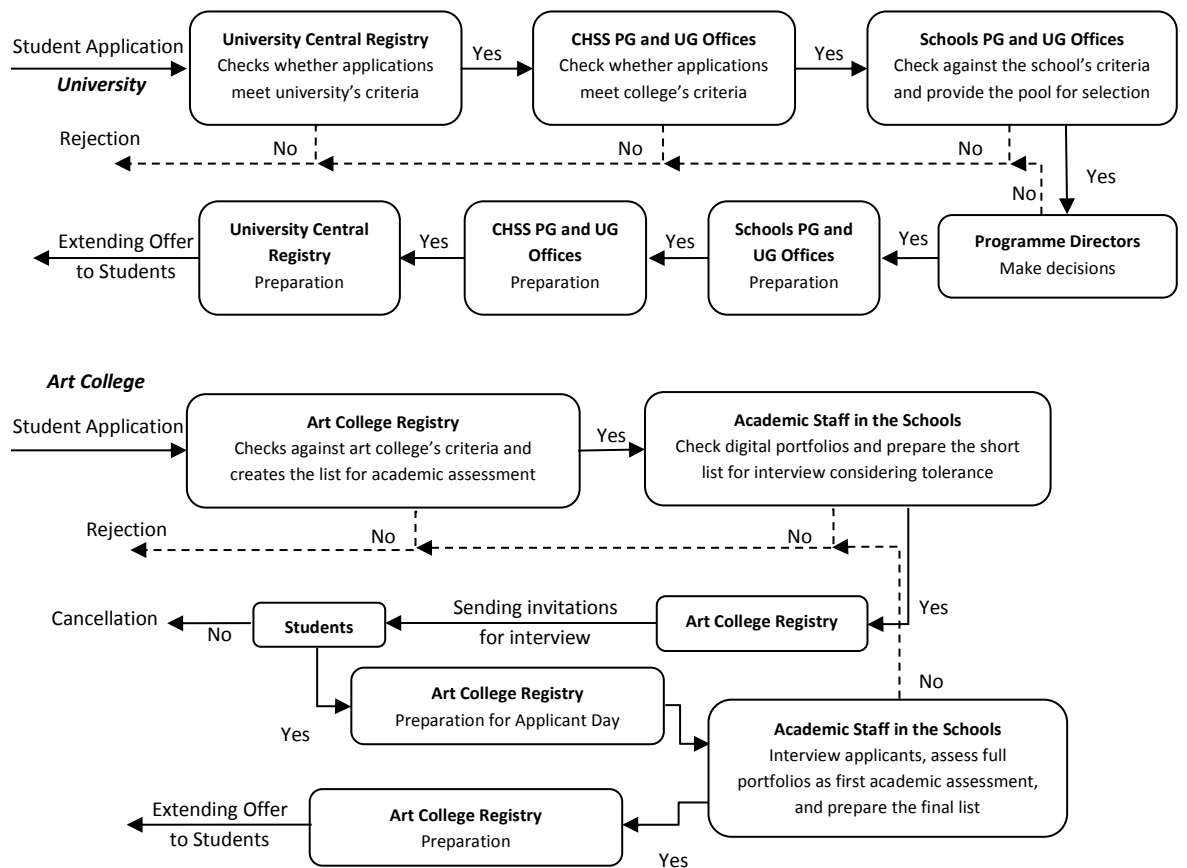 Student Application
University
University Central Registry
Checks whether applications
meet university's criteria
Yes
CHSS PG and UG Offices
Check whether applications
meet college's criteria
Yes
Schools PG and UG Offices
Check against the school's criteria
and provide the pool for selection
Rejection
No
No
No
No
Yes
Extending Offer
to Students
University Central
Registry
Preparation
Yes
CHSS PG and UG
Offices
Preparation
Yes
Schools PG and
UG Offices
Preparation
Yes
Programme Directors
Make decisions
Art College
Student Application
Art College Registry
Checks against art college's criteria and
creates the list for academic assessment
Yes
Academic Staff in the Schools
Check digital portfolios and prepare the short
list for interview considering tolerance
Rejection
No
No
Cancellation
No
Students
Sending invitations
for interview
Art College Registry
Yes
No
Yes
Art College Registry
Preparation for Applicant Day
Academic Staff in the Schools
Interview applicants, assess full
portfolios as first academic assessment,
and prepare the final list
Extending Offer
to Students
Art College Registry
Preparation
Yes